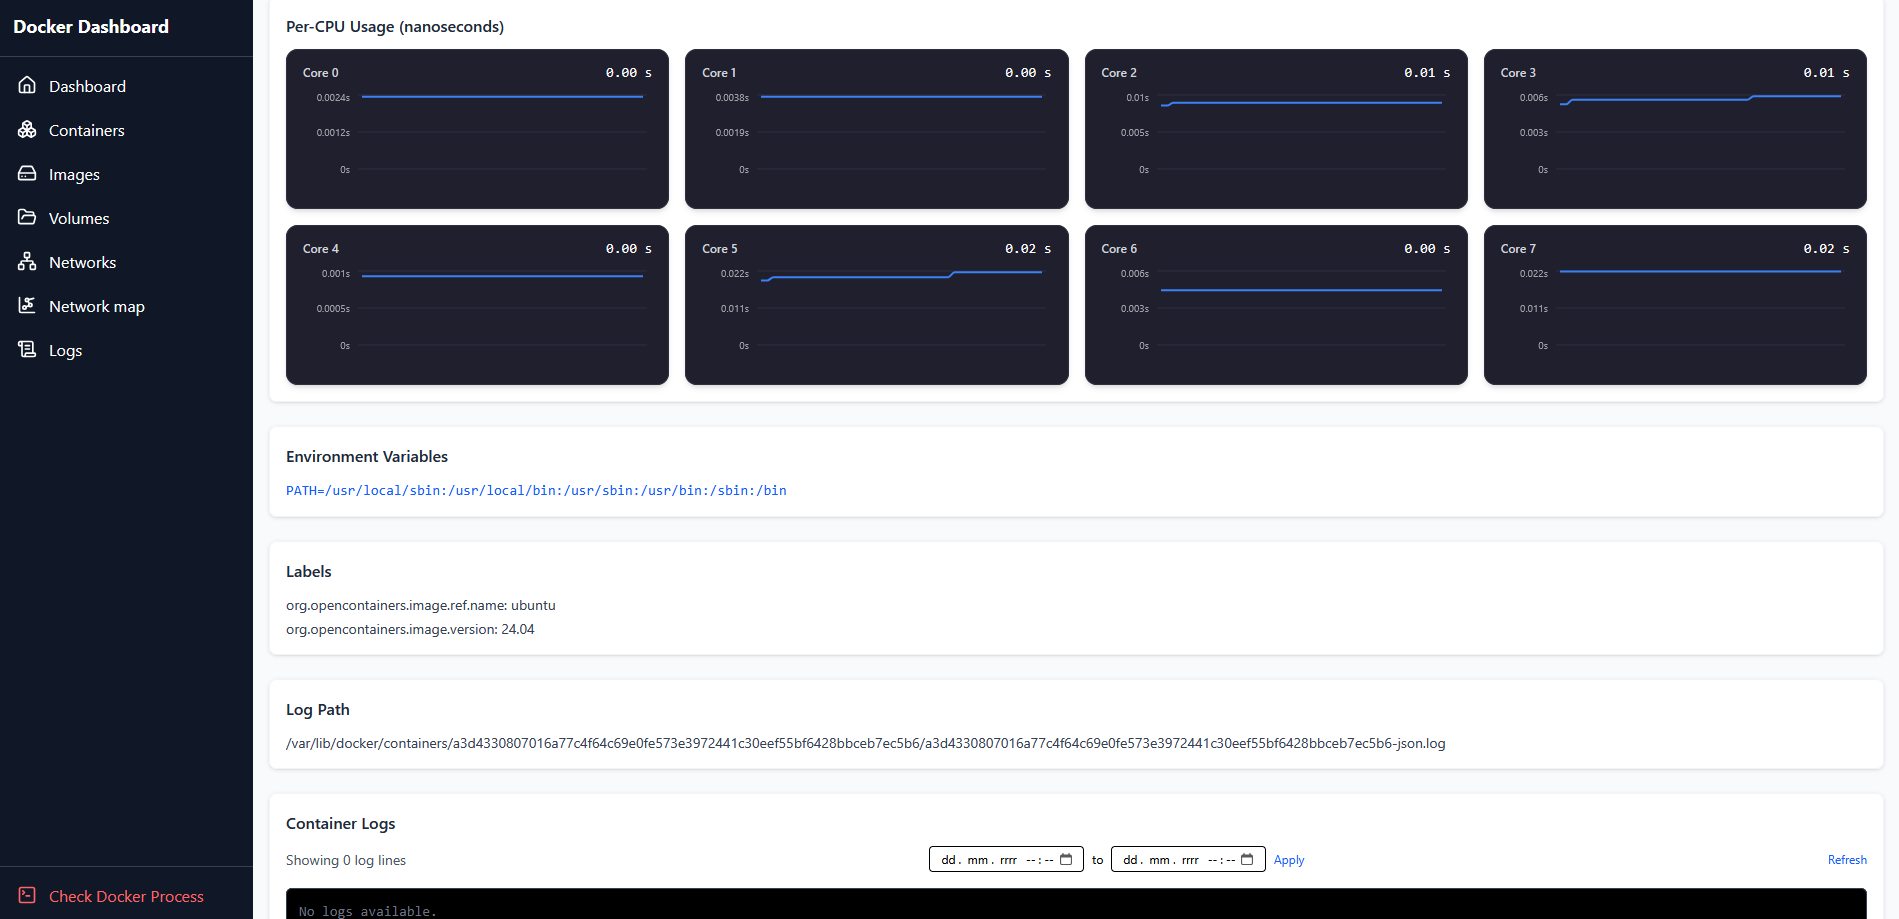 Docker Dashboard
Dashboard
Containers
Images
Volumes
Networks
Network map
Logs
Check Docker Process
Per-CPU Usage (nanoseconds)
Core 0 0.00 s
0.0024s
0.0012s
0s
Core 1 0.00 s
0.0038s
0.0019s
0s
Core 2 0.01 s
0.01s
0.005s
0s
Core 3 0.01 s
0.006s
0.003s
0s
Core 4 0.00 s
0.001s
0.0005s
0s
Core 5 0.02 s
0.022s
0.011s
0s
Core 6 0.00 s
0.006s
0.003s
0s
Core 7 0.02 s
0.022s
0.011s
0s
Environment Variables
PATH=/usr/local/sbin:/usr/local/bin:/usr/sbin:/usr/bin:/sbin:/bin
Labels
org.opencontainers.image.ref.name: ubuntu
org.opencontainers.image.version: 24.04
Log Path
/var/lib/docker/containers/a3d4330807016a77c4f64c69e0fe573e3972441c30eef55bf6428bbceb7ec5b6/a3d4330807016a77c4f64c69e0fe573e3972441c30eef55bf6428bbceb7ec5b6-json.log
Container Logs
Showing 0 log lines dd. mm. rrrr --:-- to dd. mm. rrrr --:-- Apply Refresh
No logs available.